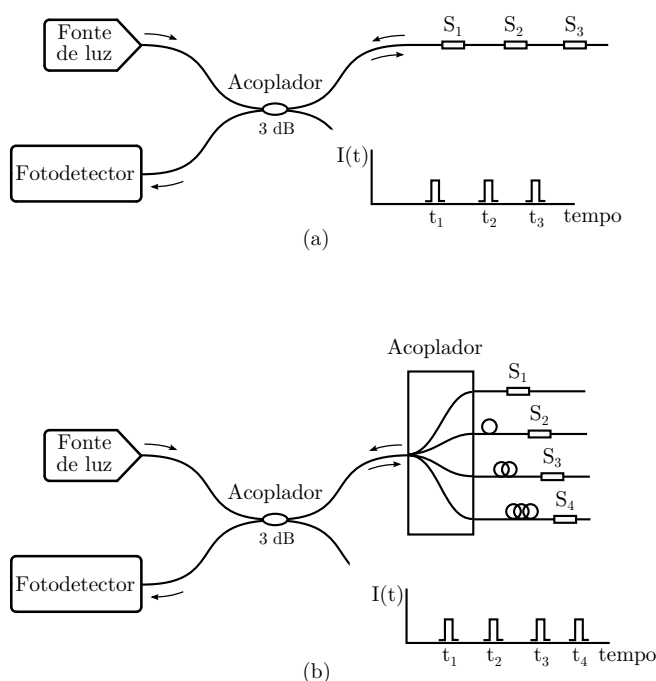 Fonte
de luz
Acoplador
3 dB
Fotodetector
S₁ S₂ S₃
I(t)
t₁ t₂ t₃ tempo
(a)
Acoplador
S₁
S₂
S₃
S₄
Fonte
de luz
Acoplador
3 dB
Fotodetector
I(t)
t₁ t₂ t₃ t₄ tempo
(b)